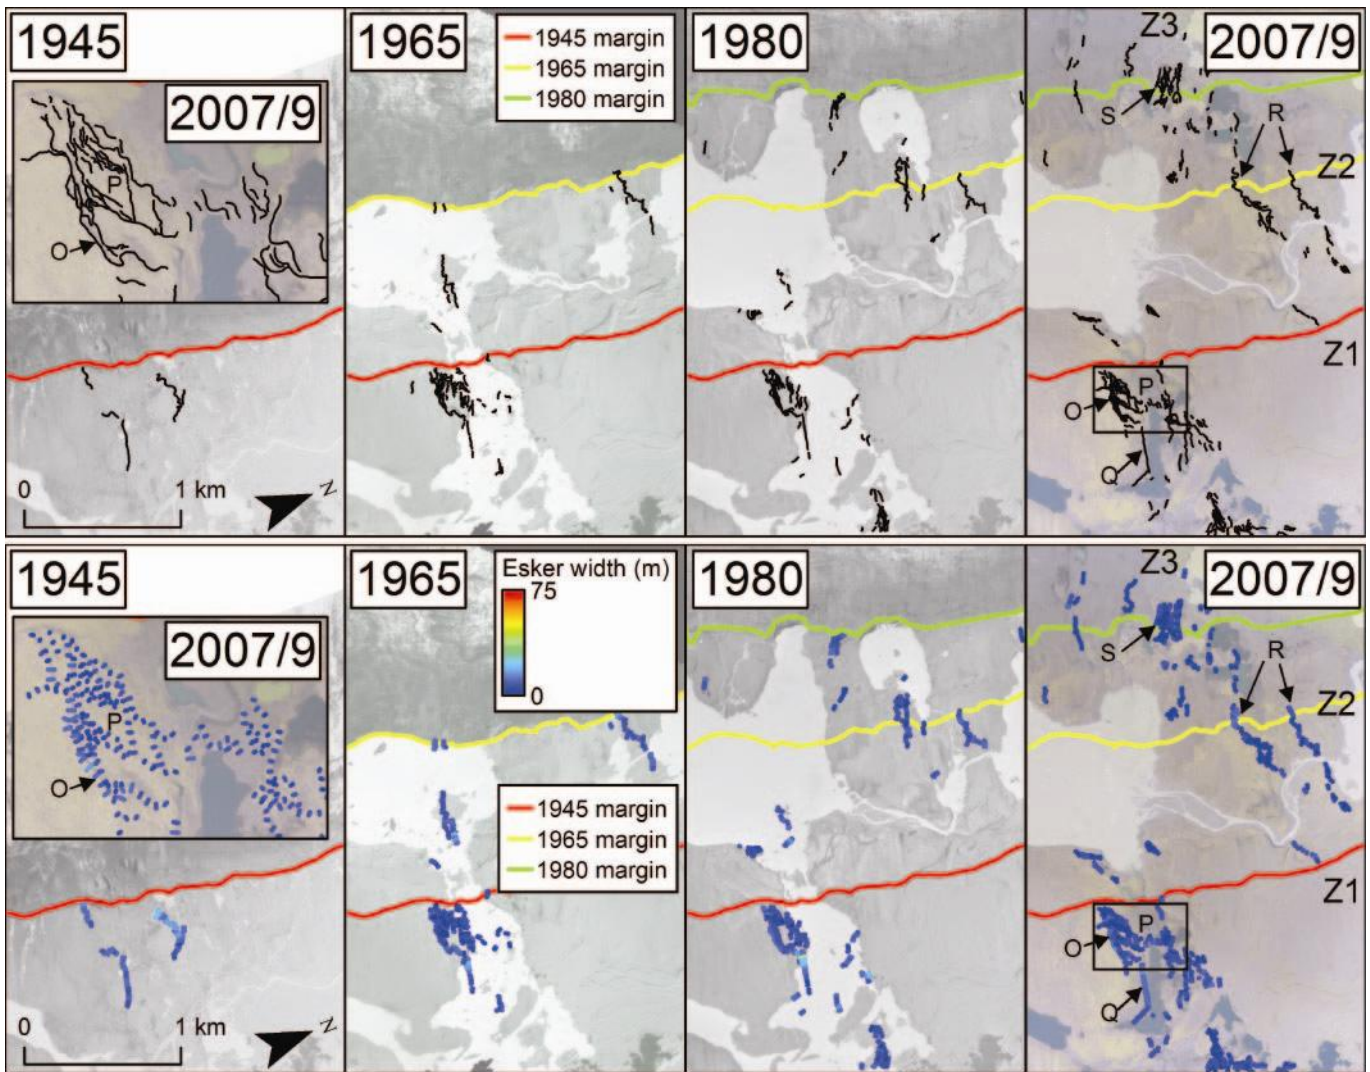 1945
2007/9
P
O
0
1 km
N
1965
1945 margin
1965 margin
1980 margin
1980
Z3
2007/9
S
R
Z2
Z1
P
O
Q
1945
2007/9
P
O
0
1 km
N
1965
Esker width (m)
75
0
1945 margin
1965 margin
1980 margin
1980
Z3
2007/9
S
R
Z2
Z1
P
O
Q